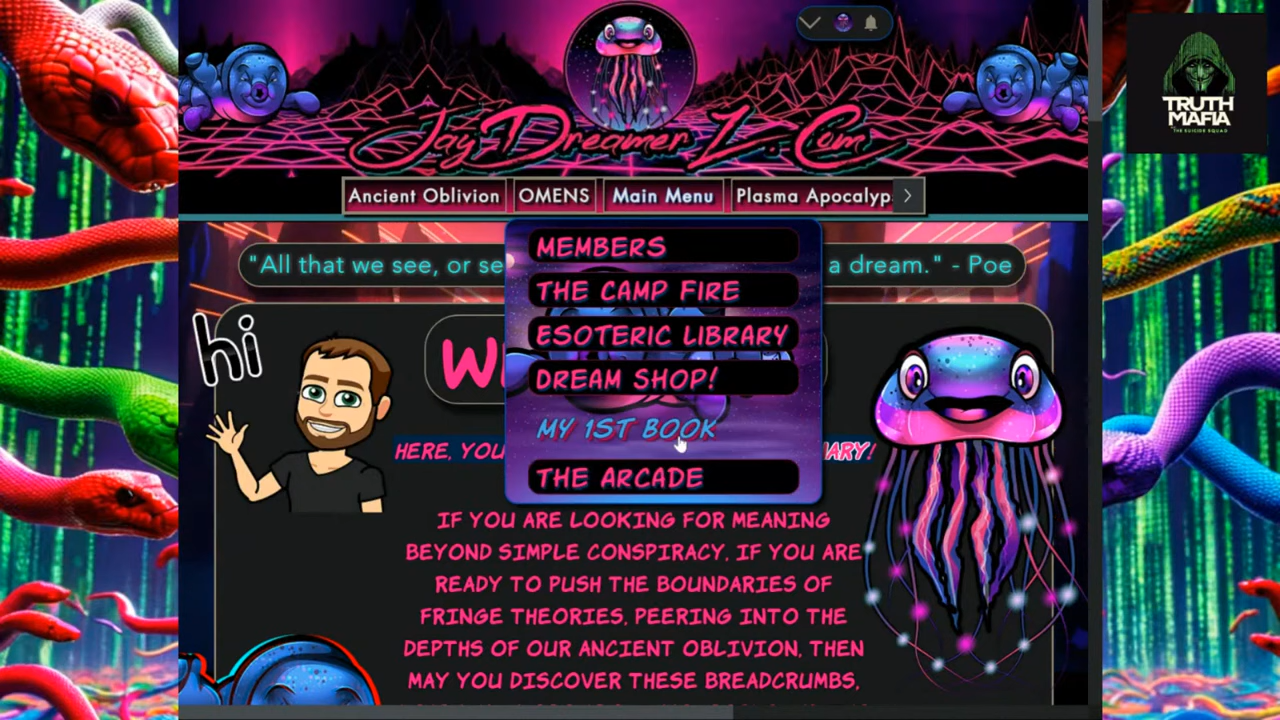 JayDreamerZ.Com
TRUTH
MAFIA
THE SUICIDE SQUAD
Ancient Oblivion
OMENS
Main Menu
Plasma Apocalyp
"All that we see, or se
a dream." - Poe
MEMBERS
THE CAMP FIRE
ESOTERIC LIBRARY
DREAM SHOP!
MY 1ST BOOK
THE ARCADE
hi
HERE, YOU
ARY!
IF YOU ARE LOOKING FOR MEANING
BEYOND SIMPLE CONSPIRACY, IF YOU ARE
READY TO PUSH THE BOUNDARIES OF
FRINGE THEORIES, PEERING INTO THE
DEPTHS OF OUR ANCIENT OBLIVION, THEN
MAY YOU DISCOVER THESE BREADCRUMBS,